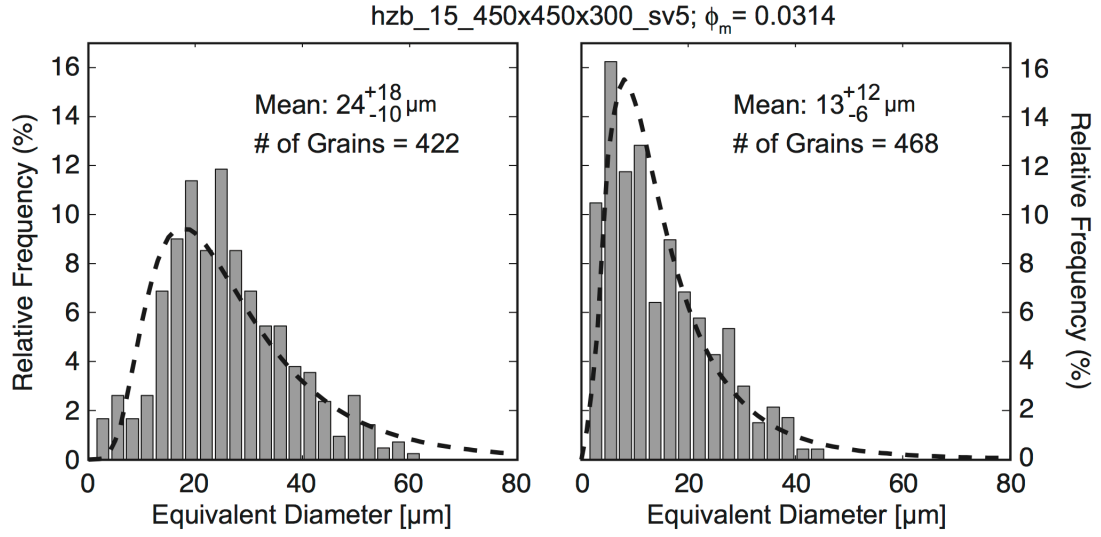 hzb_15_450x450x300_sv5; ϕm= 0.0314
Relative Frequency (%)
16
14
12
10
8
6
4
2
0
Mean: 24 +18 -10 µm
# of Grains = 422
0 20 40 60 80
Equivalent Diameter [µm]
Mean: 13 +12 -6 µm
# of Grains = 468
0 20 40 60 80
Equivalent Diameter [µm]
16
14
12
10
8
6
4
2
0
Relative Frequency (%)